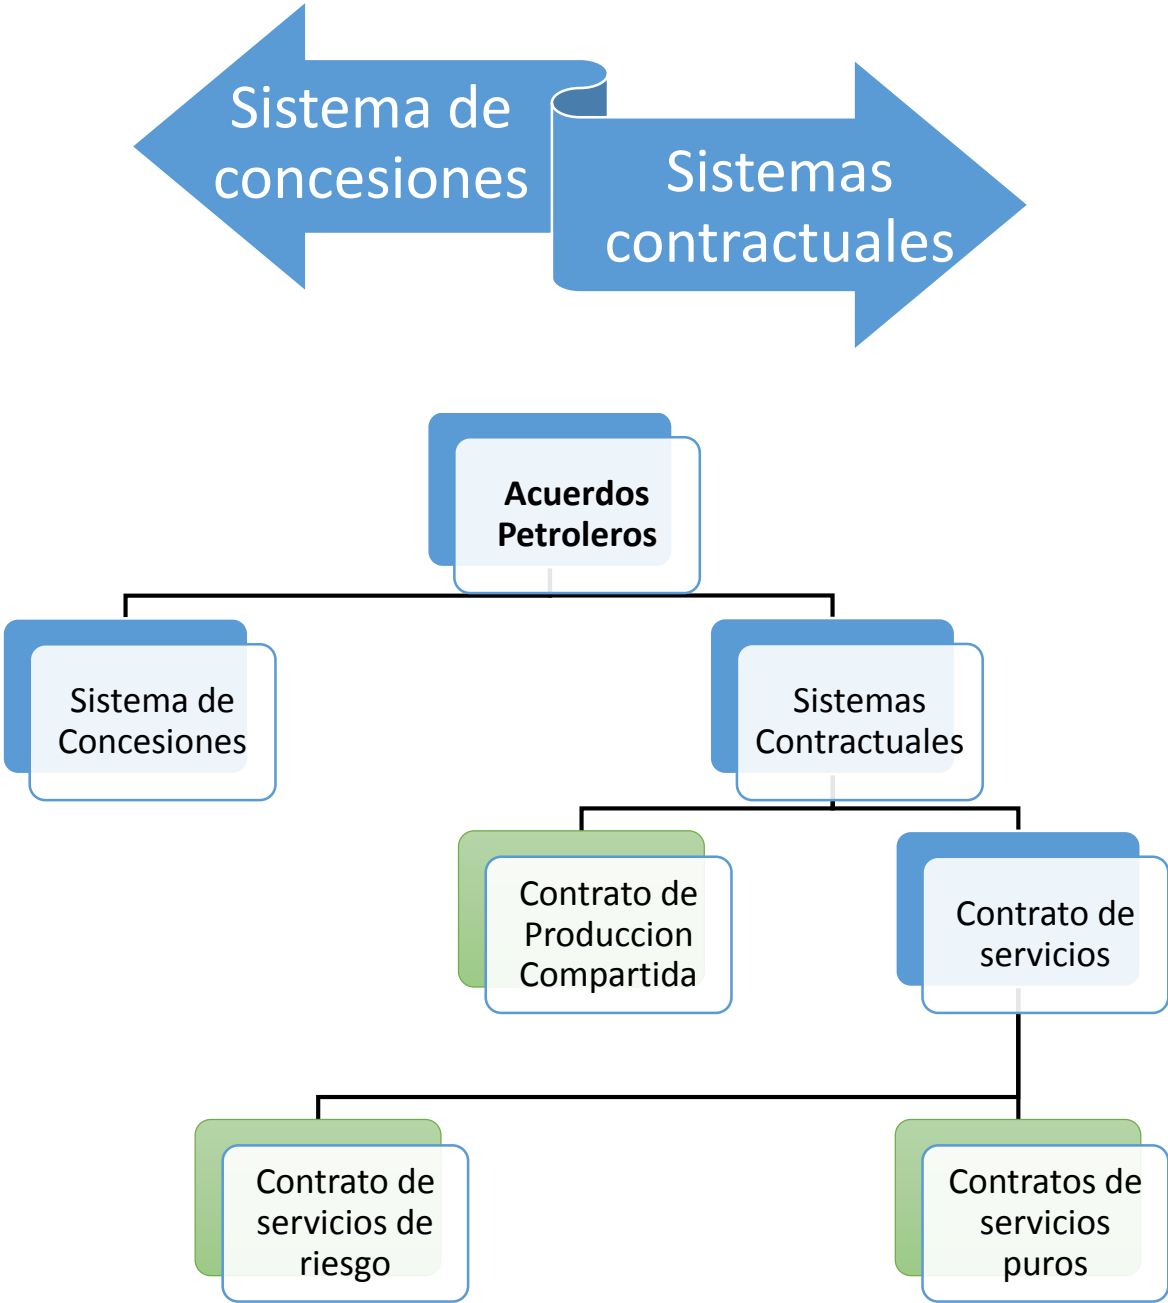 Sistema de
concesiones
Sistemas
contractuales
Acuerdos
Petroleros
Sistema de
Concesiones
Sistemas
Contractuales
Contrato de
Produccion
Compartida
Contrato de
servicios
Contrato de
servicios de
riesgo
Contratos de
servicios
puros